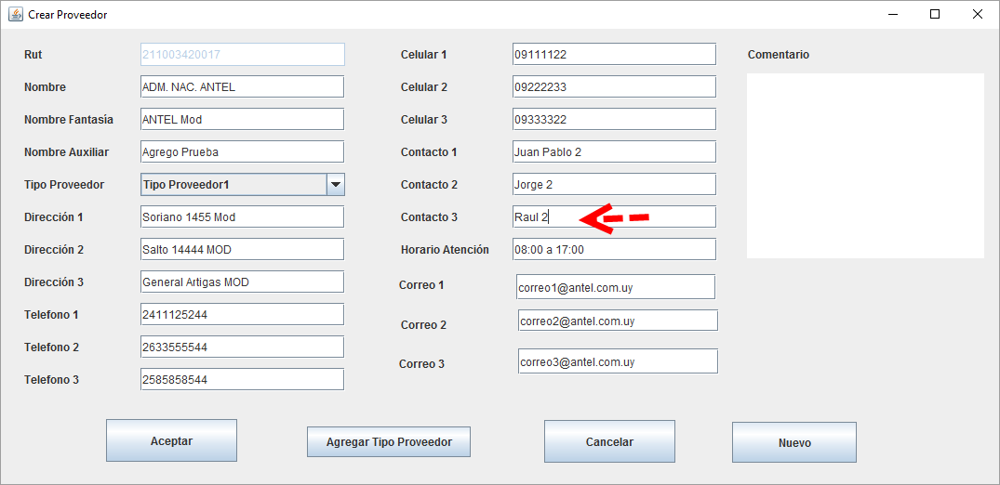 Crear Proveedor
Rut 211003420017
Nombre ADM. NAC. ANTEL
Nombre Fantasía ANTEL Mod
Nombre Auxiliar Agrego Prueba
Tipo Proveedor Tipo Proveedor1
Dirección 1 Soriano 1455 Mod
Dirección 2 Salto 14444 MOD
Dirección 3 General Artigas MOD
Telefono 1 2411125244
Telefono 2 2633555544
Telefono 3 2585858544
Celular 1 09111122
Celular 2 09222233
Celular 3 09333322
Contacto 1 Juan Pablo 2
Contacto 2 Jorge 2
Contacto 3 Raul 2
Horario Atención 08:00 a 17:00
Correo 1 correo1@antel.com.uy
Correo 2 correo2@antel.com.uy
Correo 3 correo3@antel.com.uy
Comentario
Aceptar
Agregar Tipo Proveedor
Cancelar
Nuevo